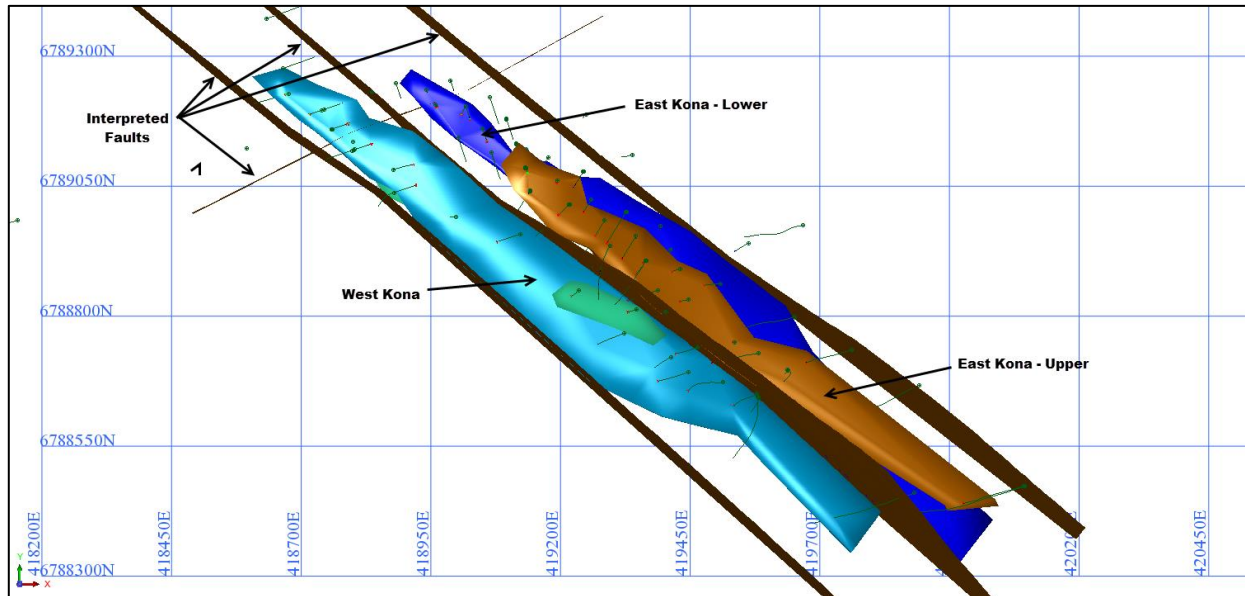 6789300N
East Kona - Lower
Interpreted
Faults
6789050N
West Kona
6788800N
East Kona - Upper
6788550N
418200E
418450E
418700E
418950E
419200E
419450E
419700E
420450E
6788300N
Y
X